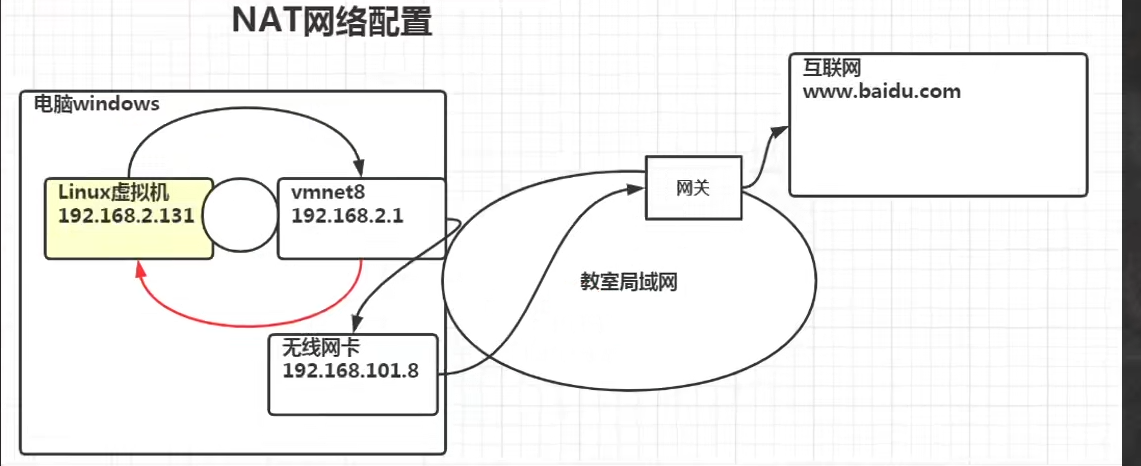 NAT网络配置
电脑windows
Linux虚拟机
192.168.2.131
vmnet8
192.168.2.1
无线网卡
192.168.101.8
教室局域网
网关
互联网
www.baidu.com